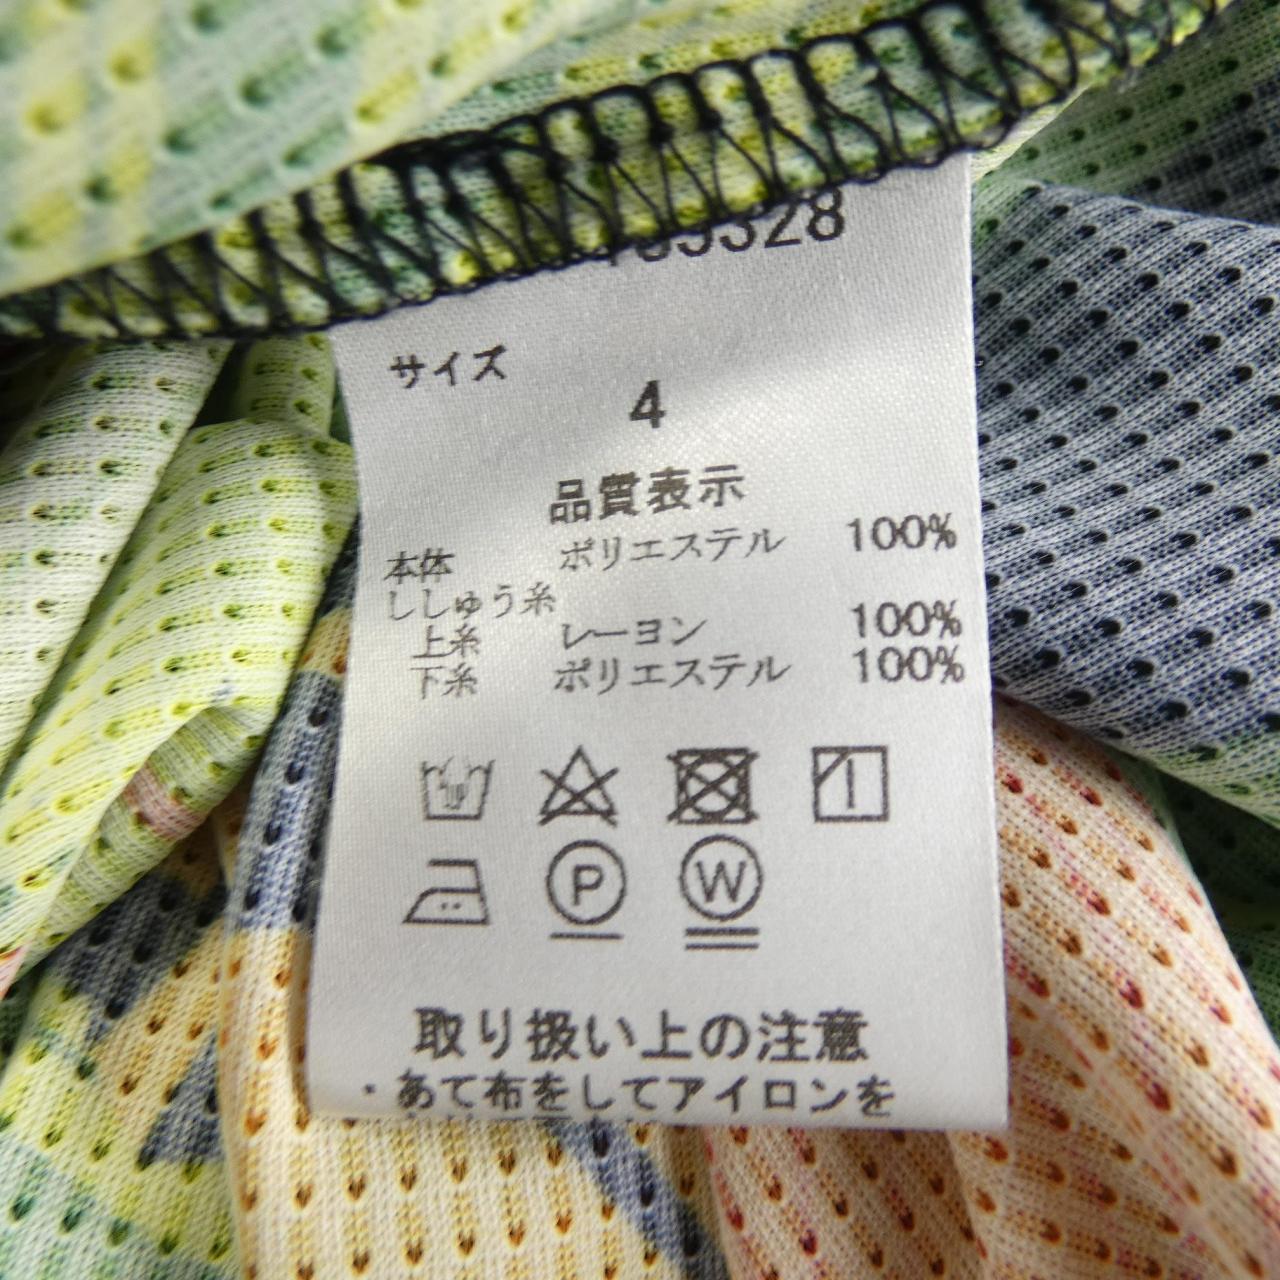 サイズ
4
品質表示
本体 ポリエステル 100%
ししゅう糸
上糸 レーヨン 100%
下糸 ポリエステル 100%
P W
取り扱い上の注意
・あて布をしてアイロンを